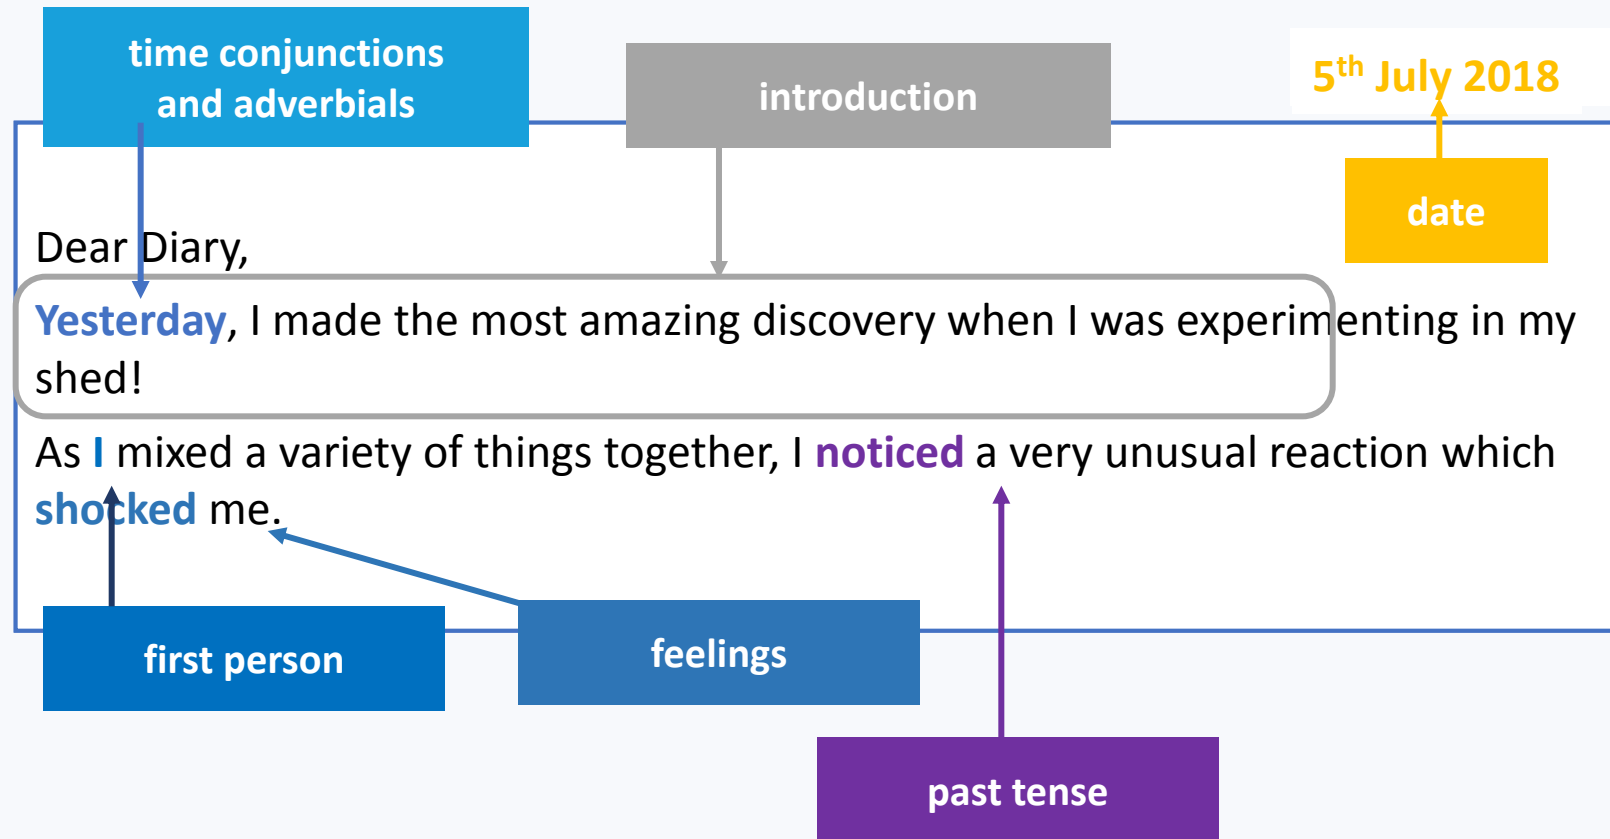 time conjunctions
and adverbials
introduction
5th July 2018
date
Dear Diary,
Yesterday, I made the most amazing discovery when I was experimenting in my
shed!
As I mixed a variety of things together, I noticed a very unusual reaction which
shocked me.
first person
feelings
past tense